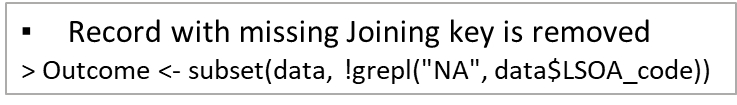 ▪ Record with missing Joining key is removed
> Outcome <- subset(data, !grepl("NA", data$LSOA_code))